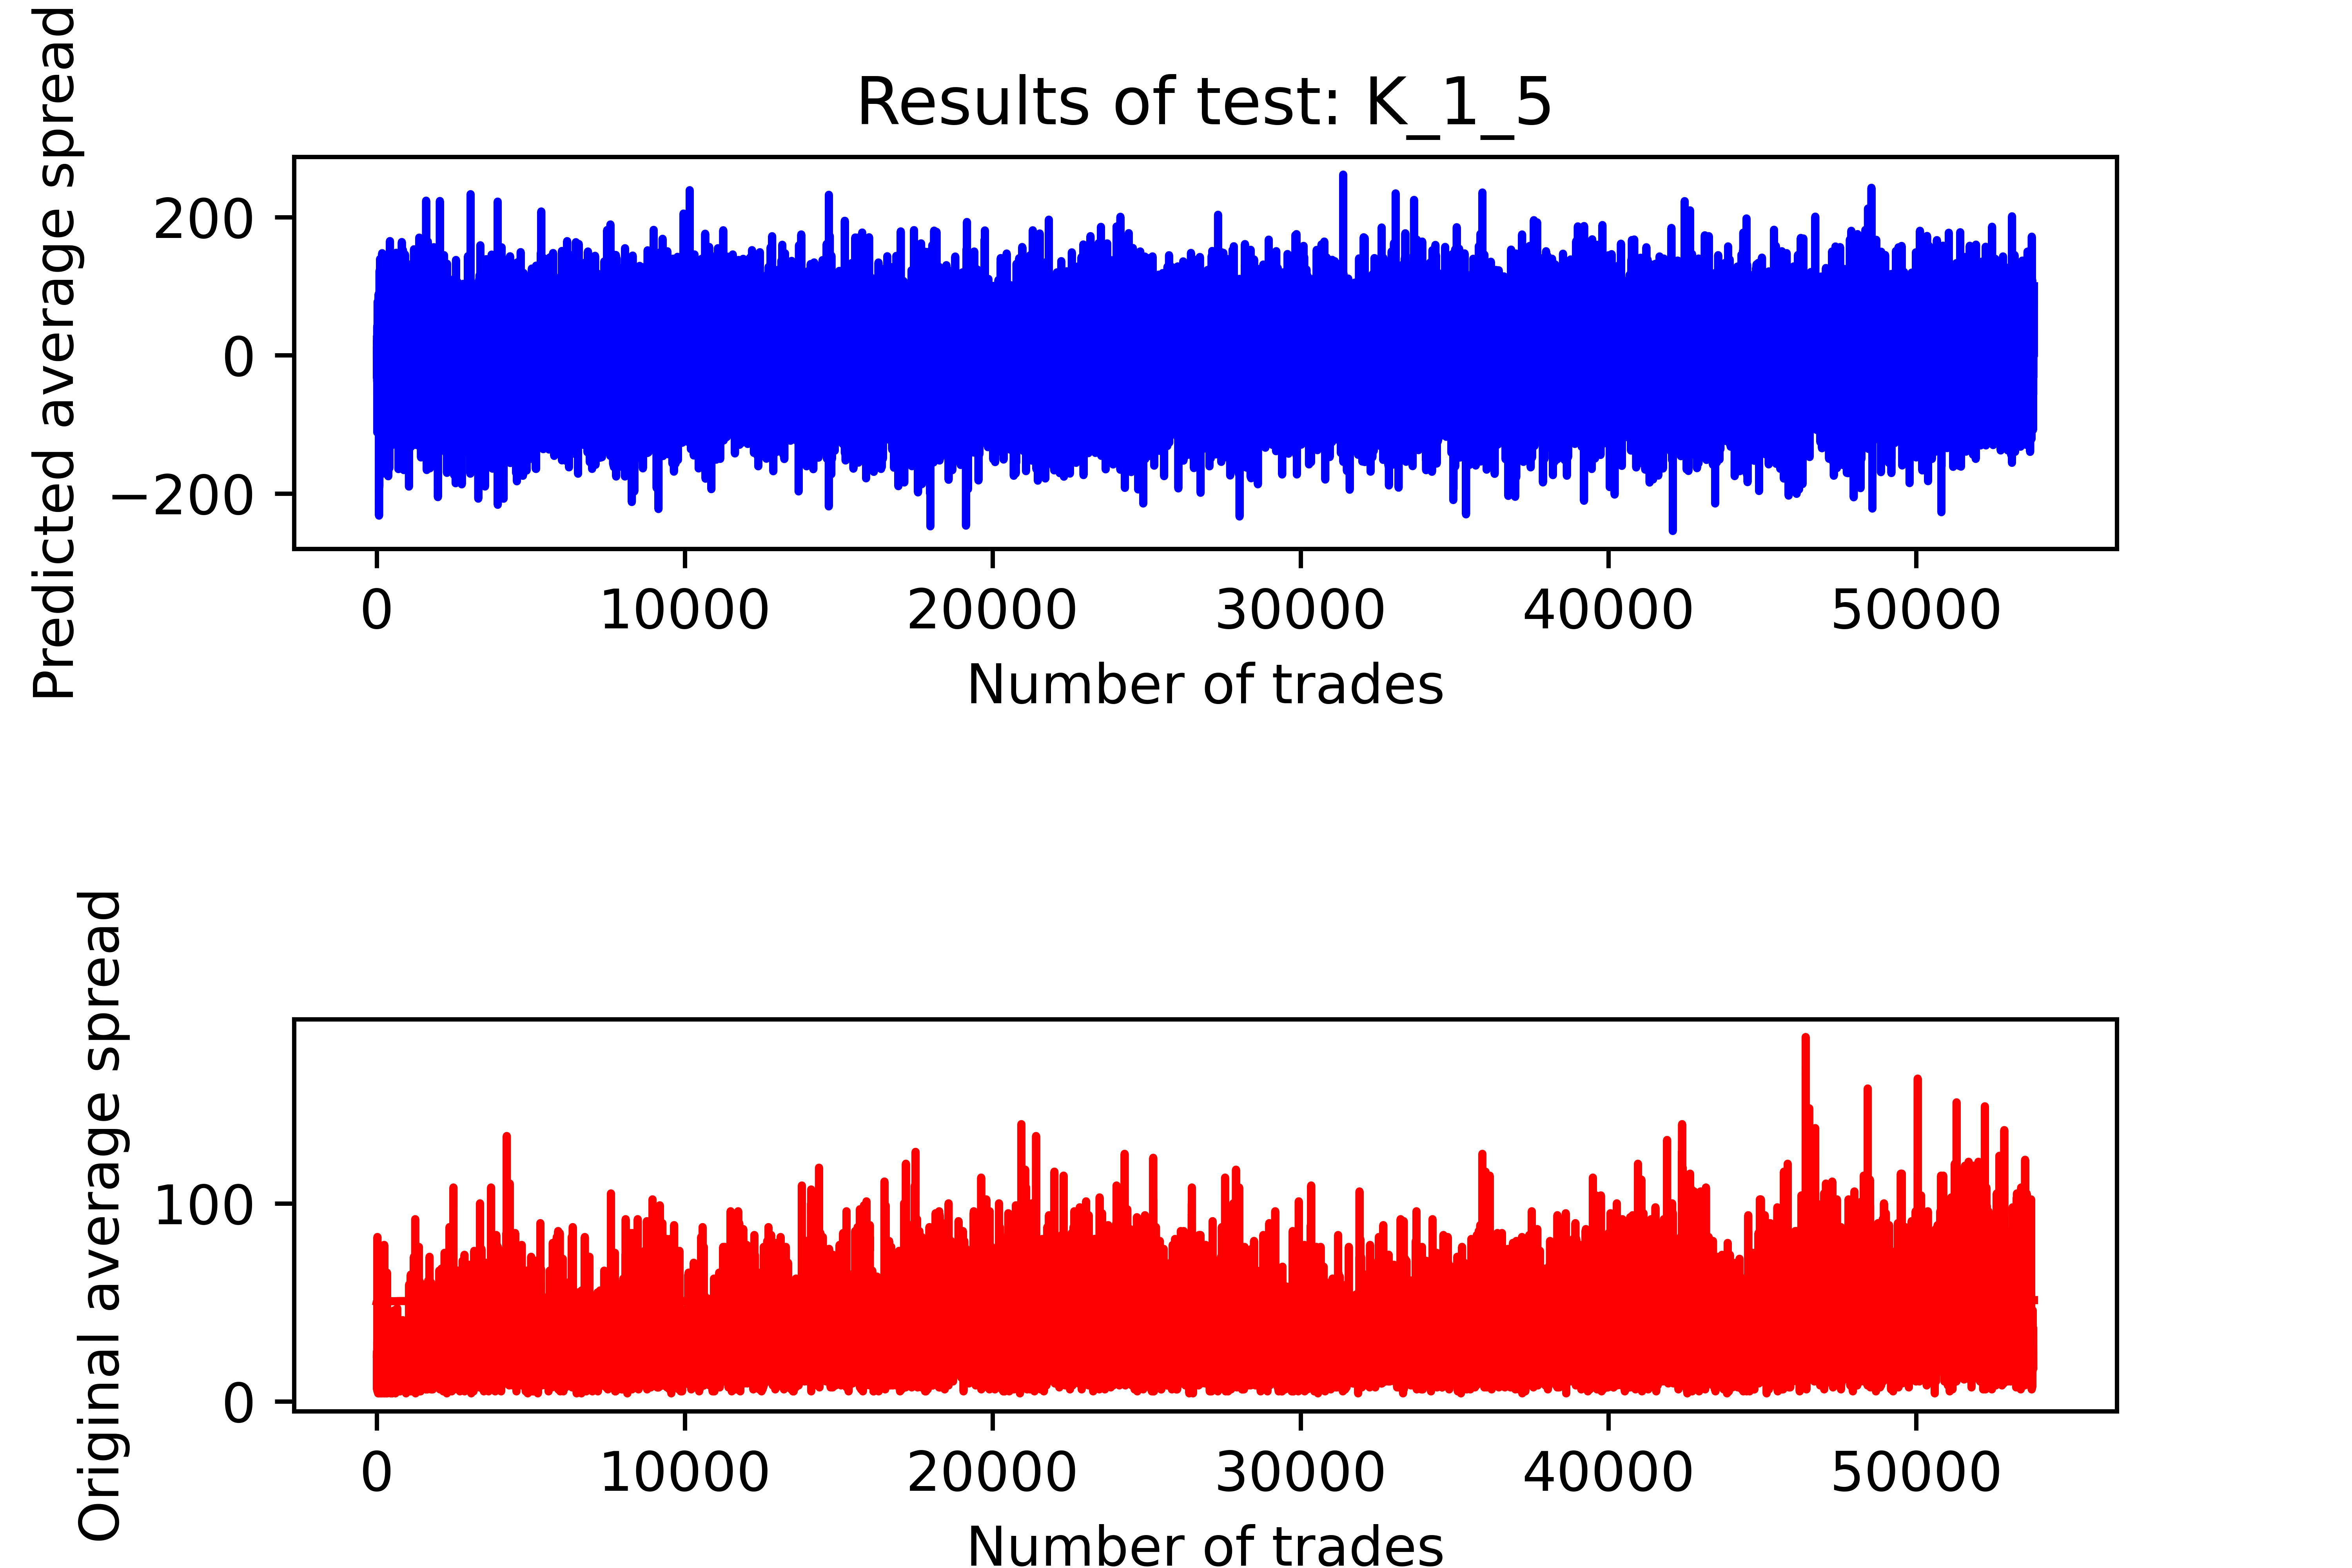 Results of test: K_1_5
Predicted average spread
200
0
−200
0 10000 20000 30000 40000 50000
Number of trades
Original average spread
100
0
0 10000 20000 30000 40000 50000
Number of trades